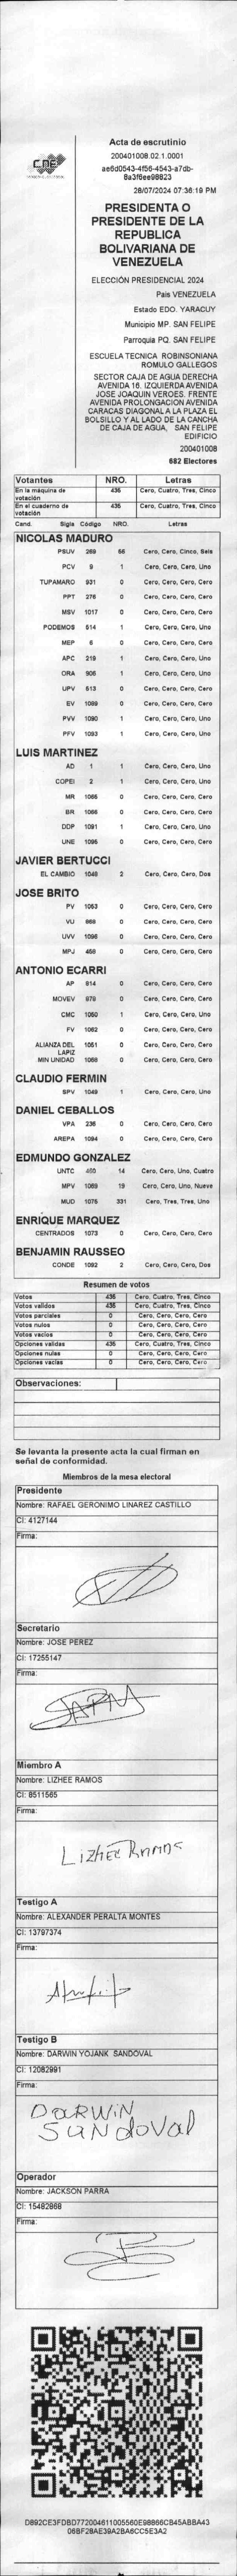 CNE
Acta de escrutinio
200401008.02.1.0001
ae6d0543-4f56-4543-a7db-
8a3f6ee98823
28/07/2024 07:36:19 PM
PRESIDENTA O
PRESIDENTE DE LA
REPUBLICA
BOLIVARIANA DE
VENEZUELA
ELECCIÓN PRESIDENCIAL 2024
Pais VENEZUELA
Estado EDO. YARACUY
Municipio MP. SAN FELIPE
Parroquia PQ. SAN FELIPE
ESCUELA TECNICA ROBINSONIANA
ROMULO GALLEGOS
SECTOR CAJA DE AGUA DERECHA
AVENIDA 16. IZQUIERDA AVENIDA
JOSE JOAQUIN VEROES. FRENTE
AVENIDA PROLONGACION AVENIDA
CARACAS DIAGONAL A LA PLAZA EL
BOLSILLO Y AL LADO DE LA CANCHA
DE CAJA DE AGUA, SAN FELIPE
EDIFICIO
200401008
682 Electores
Votantes NRO. Letras
En la máquina de votación 435 Cero, Cuatro, Tres, Cinco
En el cuaderno de votación 435 Cero, Cuatro, Tres, Cinco
Cand. Sigla Código NRO. Letras
NICOLAS MADURO
PSUV 269 56 Cero, Cero, Cinco, Seis
PCV 9 1 Cero, Cero, Cero, Uno
TUPAMARO 931 0 Cero, Cero, Cero, Cero
PPT 276 0 Cero, Cero, Cero, Cero
MSV 1017 0 Cero, Cero, Cero, Cero
PODEMOS 514 1 Cero, Cero, Cero, Uno
MEP 6 0 Cero, Cero, Cero, Cero
APC 219 1 Cero, Cero, Cero, Uno
ORA 906 1 Cero, Cero, Cero, Uno
UPV 513 0 Cero, Cero, Cero, Cero
EV 1089 0 Cero, Cero, Cero, Cero
PVV 1090 1 Cero, Cero, Cero, Uno
PFV 1093 1 Cero, Cero, Cero, Uno
LUIS MARTINEZ
AD 1 1 Cero, Cero, Cero, Uno
COPEI 2 1 Cero, Cero, Cero, Uno
MR 1066 0 Cero, Cero, Cero, Cero
BR 0 Cero, Cero, Cero, Cero
DDP 1091 1 Cero, Cero, Cero, Uno
UNE 1095 0 Cero, Cero, Cero, Cero
JAVIER BERTUCCI
EL CAMBIO 1048 2 Cero, Cero, Cero, Dos
JOSE BRITO
PV 1053 0 Cero, Cero, Cero, Cero
VU 968 0 Cero, Cero, Cero, Cero
UVV 1096 0 Cero, Cero, Cero, Cero
MPJ 458 0 Cero, Cero, Cero, Cero
ANTONIO ECARRI
AP 814 0 Cero, Cero, Cero, Cero
MOVEV 979 0 Cero, Cero, Cero, Cero
CMC 1050 1 Cero, Cero, Cero, Uno
FV 1062 0 Cero, Cero, Cero, Cero
ALIANZA DEL LAPIZ 1051 0 Cero, Cero, Cero, Cero
MIN UNIDAD 1058 0 Cero, Cero, Cero, Cero
CLAUDIO FERMIN
SPV 1049 1 Cero, Cero, Cero, Uno
DANIEL CEBALLOS
VPA 236 0 Cero, Cero, Cero, Cero
AREPA 1094 0 Cero, Cero, Cero, Cero
EDMUNDO GONZALEZ
UNTC 14 Cero, Cero, Uno, Cuatro
MPV 1069 19 Cero, Cero, Uno, Nueve
MUD 1075 331 Cero, Tres, Tres, Uno
ENRIQUE MARQUEZ
CENTRADOS 1073 0 Cero, Cero, Cero, Cero
BENJAMIN RAUSSEO
CONDE 1092 2 Cero, Cero, Cero, Dos
Resumen de votos
Votos 435 Cero, Cuatro, Tres, Cinco
Votos validos 435 Cero, Cuatro, Tres, Cinco
Votos parciales 0 Cero, Cero, Cero, Cero
Votos nulos 0 Cero, Cero, Cero, Cero
Votos vacios 0 Cero, Cero, Cero, Cero
Opciones validas 435 Cero, Cuatro, Tres, Cinco
Opciones nulas 0 Cero, Cero, Cero, Cero
Opciones vacias 0 Cero, Cero, Cero, Cero
Observaciones:
Se levanta la presente acta la cual firman en
señal de conformidad.
Miembros de la mesa electoral
Presidente
Nombre: RAFAEL GERONIMO LINAREZ CASTILLO
CI: 4127144
Firma:
Secretario
Nombre: JOSE PEREZ
CI: 17255147
Firma:
Miembro A
Nombre: LIZHEE RAMOS
CI: 8511565
Firma:
LIZHEE RAMOS
Testigo A
Nombre: ALEXANDER PERALTA MONTES
CI: 13797374
Firma:
Testigo B
Nombre: DARWIN YOJANK SANDOVAL
CI: 12082991
Firma:
DARWIN
SANDOVAL
Operador
Nombre: JACKSON PARRA
CI: 15482868
Firma:
D892CE3FDBD7720046110055​60E98866CB45ABBA43
06BF28AE39A2BA6CC5E3A2